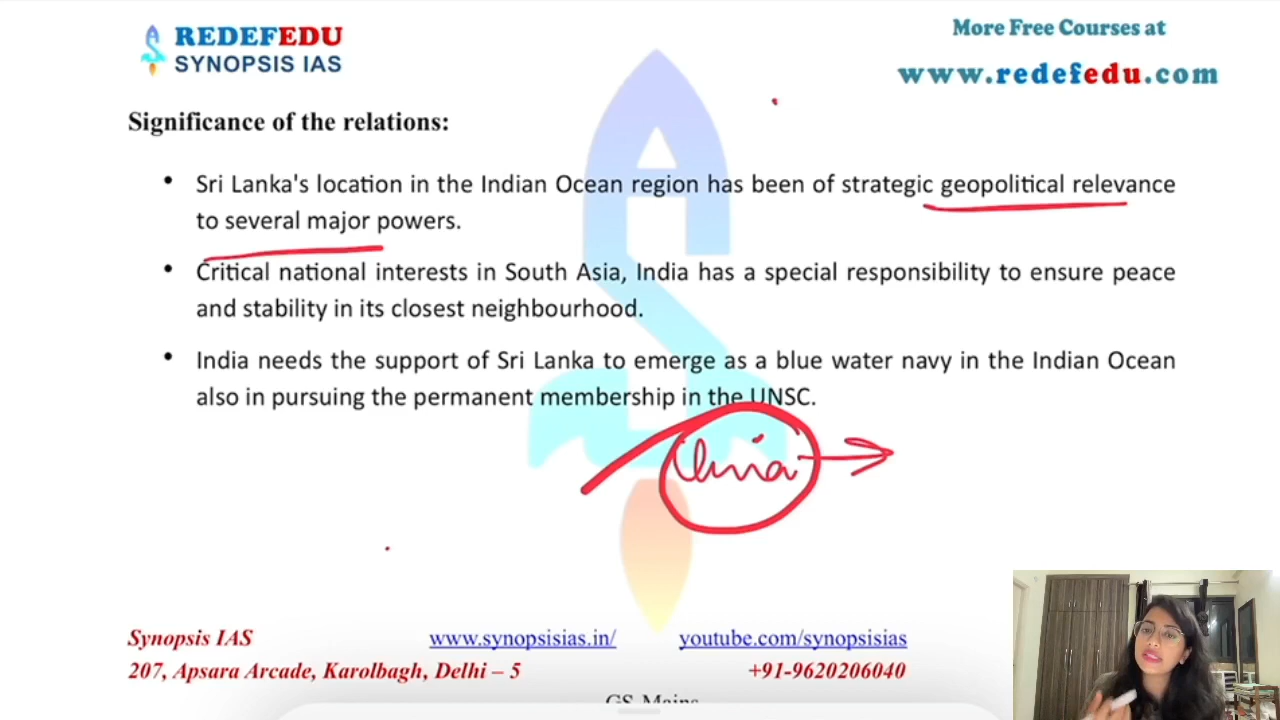 REDEFEDU
SYNOPSIS IAS
More Free Courses at
www.redefedu.com
Significance of the relations:
• Sri Lanka's location in the Indian Ocean region has been of strategic geopolitical relevance
to several major powers.
• Critical national interests in South Asia, India has a special responsibility to ensure peace
and stability in its closest neighbourhood.
• India needs the support of Sri Lanka to emerge as a blue water navy in the Indian Ocean
also in pursuing the permanent membership in the UNSC.
China
Synopsis IAS
www.synopsisias.in/
youtube.com/synopsisias
207, Apsara Arcade, Karolbagh, Delhi – 5
+91-9620206040
GS Mains